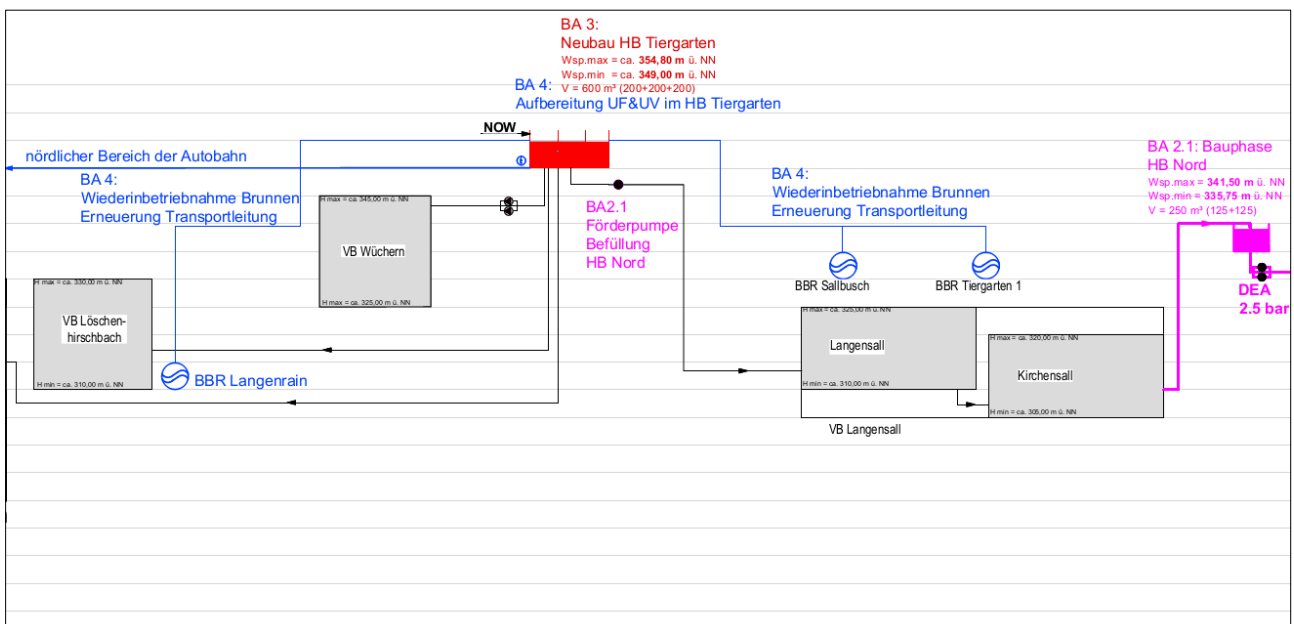 BA 3:
Neubau HB Tiergarten
Wsp.max = ca. 354,80 m ü. NN
Wsp.min = ca. 349,00 m ü. NN
V = 600 m³ (200+200+200)
BA 4:
Aufbereitung UF&UV im HB Tiergarten
NOW
nördlicher Bereich der Autobahn
BA 4:
Wiederinbetriebnahme Brunnen
Erneuerung Transportleitung
BA 4:
Wiederinbetriebnahme Brunnen
Erneuerung Transportleitung
BA 2.1: Bauphase
HB Nord
Wsp.max = 341,50 m ü. NN
Wsp.min = 335,75 m ü. NN
V = 250 m³ (125+125)
H max = ca. 345,00 m ü. NN
VB Wüchern
H min = ca. 325,00 m ü. NN
BA2.1
Förderpumpe
Befüllung
HB Nord
BBR Sallbusch
BBR Tiergarten 1
DEA
2.5 bar
H max = ca. 330,00 m ü. NN
VB Löschen-
hirschbach
H min = ca. 310,00 m ü. NN
BBR Langenrain
H max = ca. 325,00 m ü. NN
Langensall
H min = ca. 310,00 m ü. NN
H max = ca. 320,00 m ü. NN
Kirchensall
H min = ca. 305,00 m ü. NN
VB Langensall